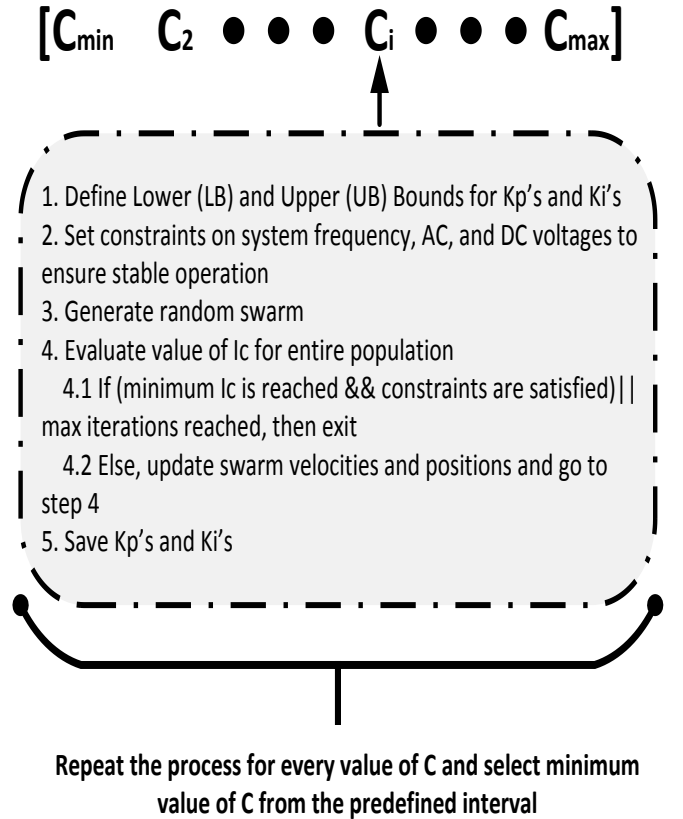 [Cmin C2 ● ● ● Ci ● ● ● Cmax]
1. Define Lower (LB) and Upper (UB) Bounds for Kp's and Ki's
2. Set constraints on system frequency, AC, and DC voltages to
ensure stable operation
3. Generate random swarm
4. Evaluate value of Ic for entire population
4.1 If (minimum Ic is reached && constraints are satisfied)||
max iterations reached, then exit
4.2 Else, update swarm velocities and positions and go to
step 4
5. Save Kp's and Ki's
Repeat the process for every value of C and select minimum
value of C from the predefined interval